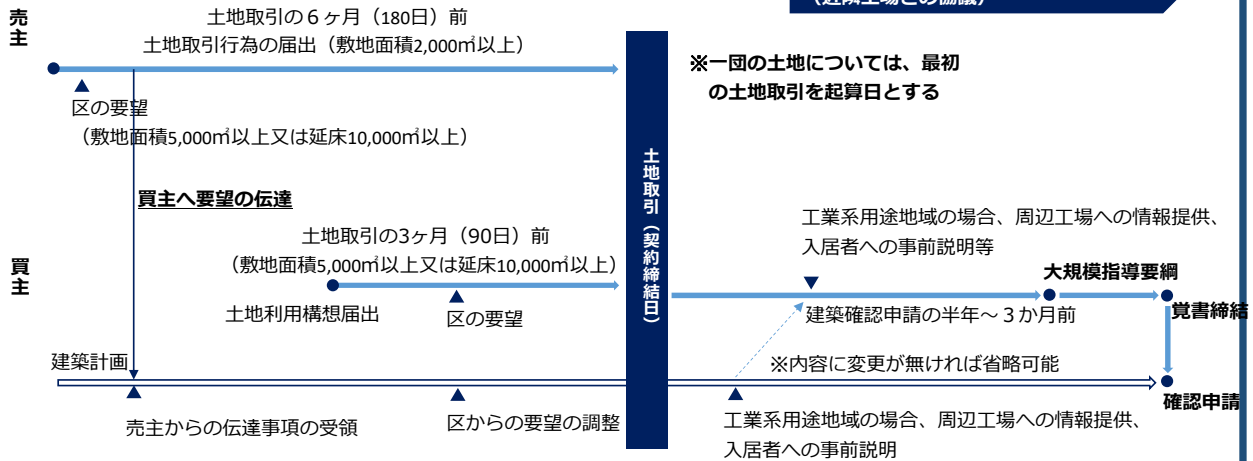 （近隣工場との協議）
売主
土地取引の６ヶ月（180日）前
土地取引行為の届出（敷地面積2,000㎡以上）
区の要望
（敷地面積5,000㎡以上又は延床10,000㎡以上）
※一団の土地については、最初
の土地取引を起算日とする
買主へ要望の伝達
土地取引（契約締結日）
買主
土地取引の3ヶ月（90日）前
（敷地面積5,000㎡以上又は延床10,000㎡以上）
土地利用構想届出
区の要望
工業系用途地域の場合、周辺工場への情報提供、
入居者への事前説明等
大規模指導要綱
建築確認申請の半年～３か月前
覚書締結
建築計画
※内容に変更が無ければ省略可能
確認申請
売主からの伝達事項の受領
区からの要望の調整
工業系用途地域の場合、周辺工場への情報提供、
入居者への事前説明